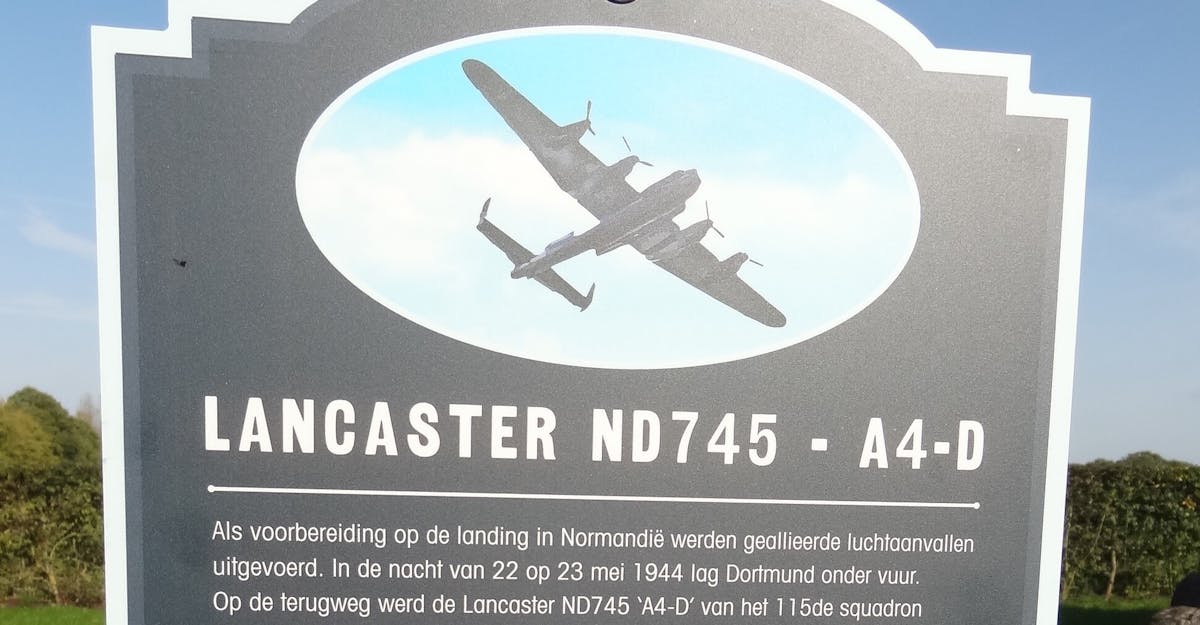 LANCASTER ND745 - A4-D
Als voorbereiding op de landing in Normandië werden geallieerde luchtaanvallen
uitgevoerd. In de nacht van 22 op 23 mei 1944 lag Dortmund onder vuur.
Op de terugweg werd de Lancaster ND745 ‘A4-D’ van het 115de squadron